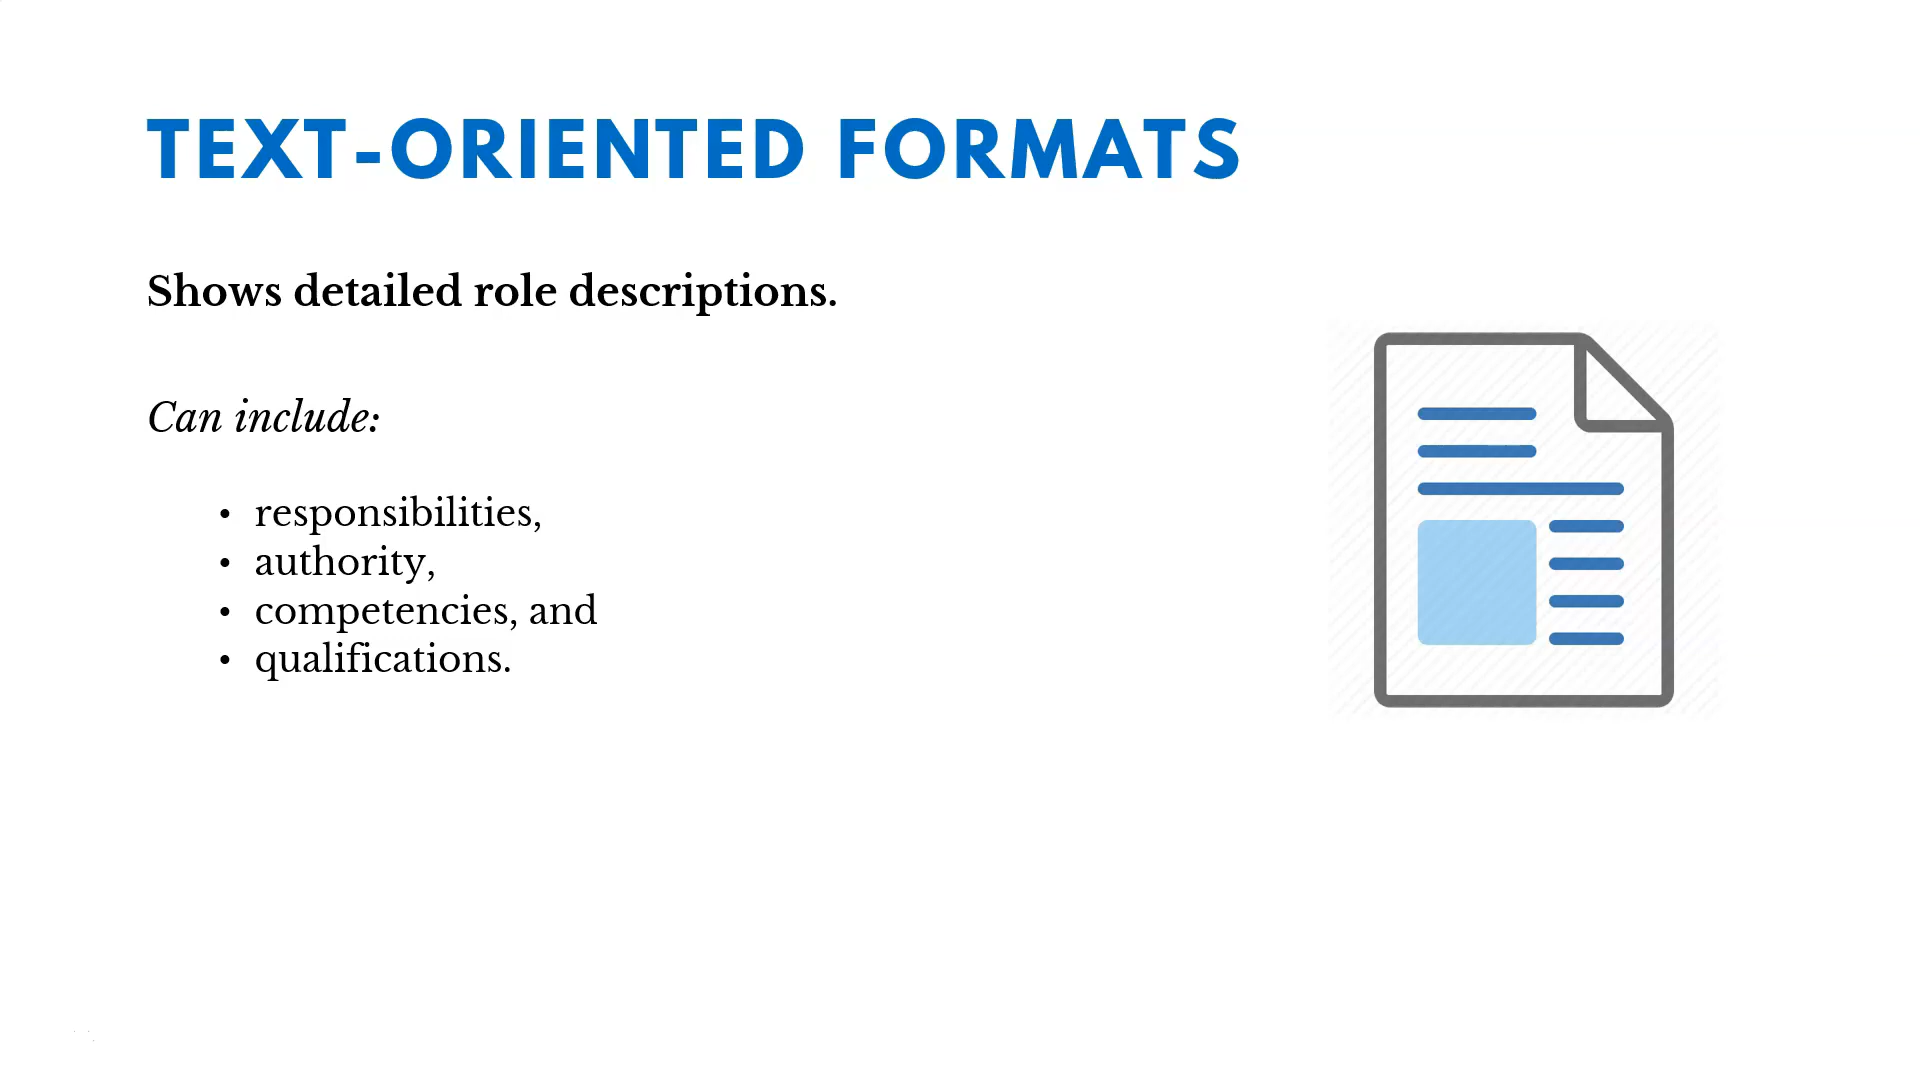 TEXT-ORIENTED FORMATS
Shows detailed role descriptions.
Can include:
• responsibilities,
• authority,
• competencies, and
• qualifications.